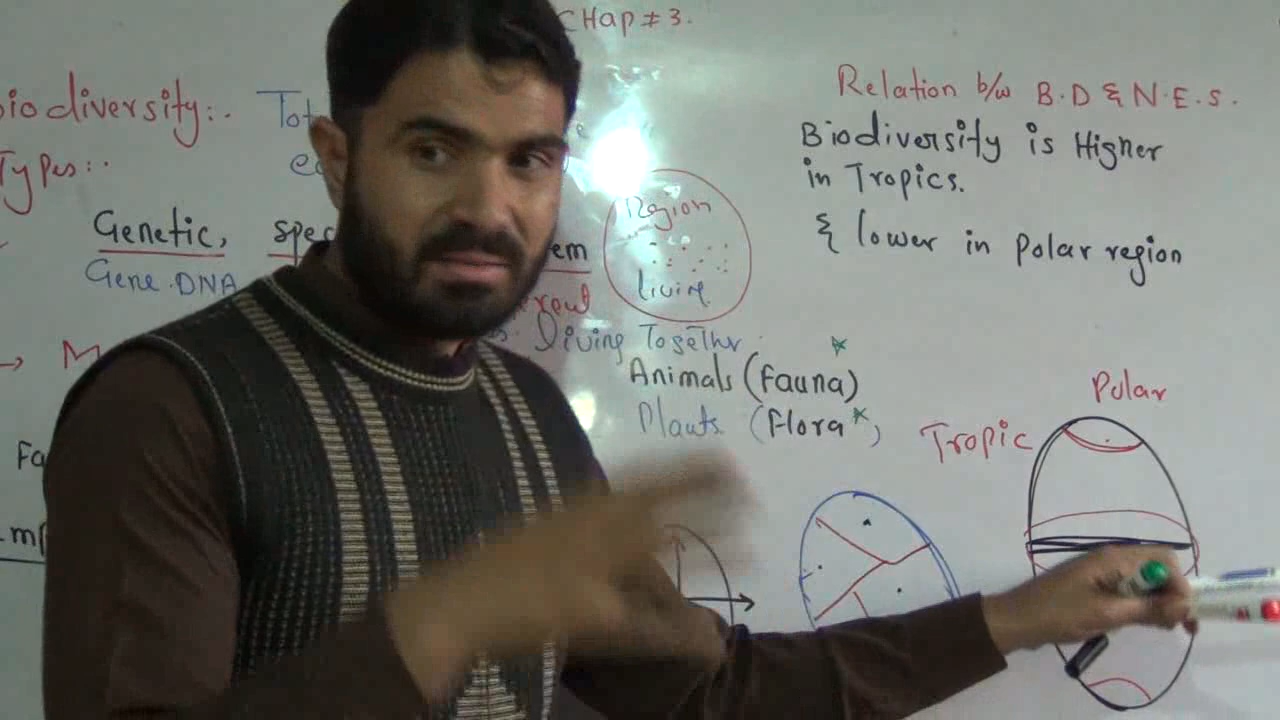 CHap ≠ 3.
Biodiversity:.
Types:.
Genetic,
Gene.DNA
Region
Living
Living Together.
Animals (Fauna)
Plants (Flora)
Relation b/w B.D & N.E.S.
Biodiversity is Higher
in Tropics.
& lower in polar region
Polar
Tropic